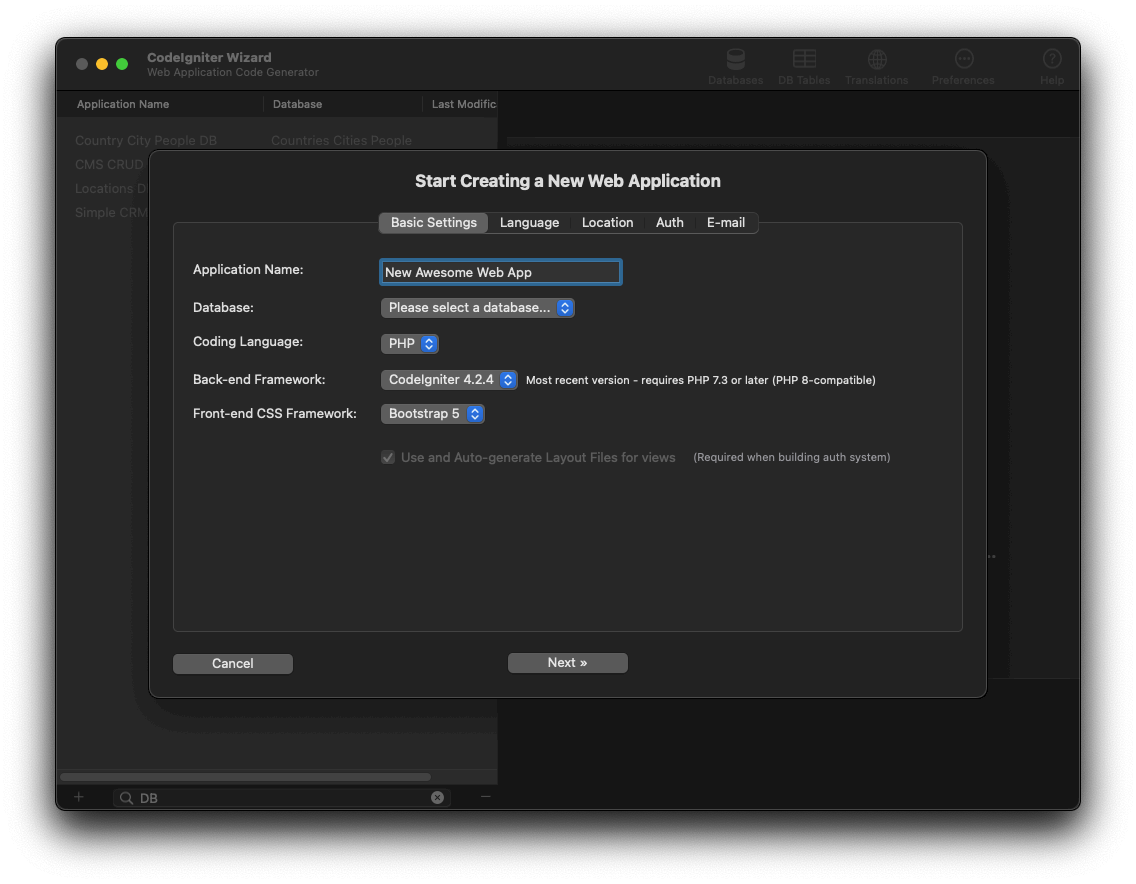 CodeIgniter Wizard
Web Application Code Generator
Databases DB Tables Translations Preferences Help
Application Name Database Last Modific
Country City People DB Countries Cities People
CMS CRUD
Locations D
Simple CRM
Start Creating a New Web Application
Basic Settings Language Location Auth E-mail
Application Name: New Awesome Web App
Database: Please select a database...
Coding Language: PHP
Back-end Framework: CodeIgniter 4.2.4 Most recent version - requires PHP 7.3 or later (PHP 8-compatible)
Front-end CSS Framework: Bootstrap 5
Use and Auto-generate Layout Files for views (Required when building auth system)
Cancel Next »
DB